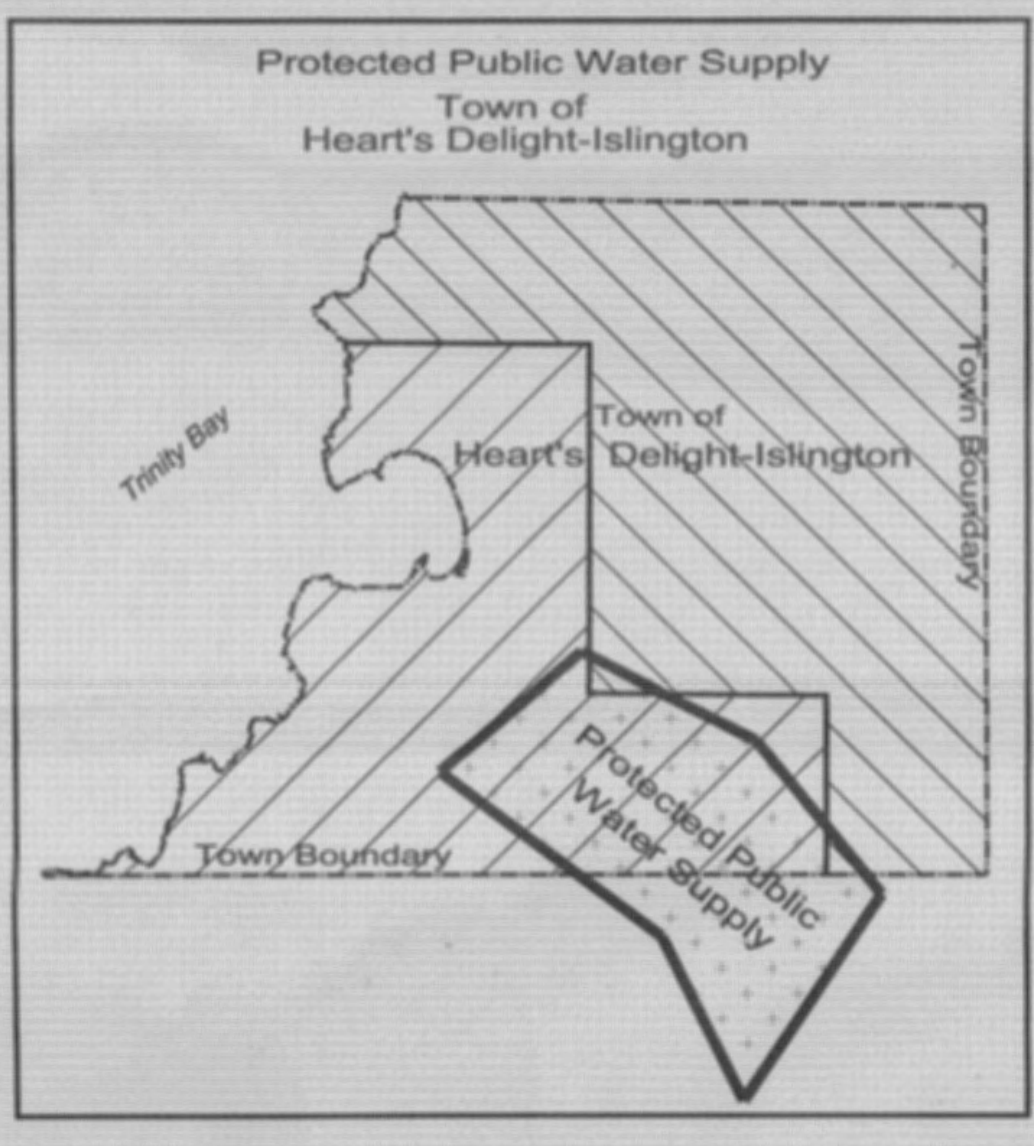 Protected Public Water Supply
Town of
Heart's Delight-Islington
Trinity Bay
Town of
Heart's Delight-Islington
Town Boundary
Protected Public
Water Supply
Town Boundary